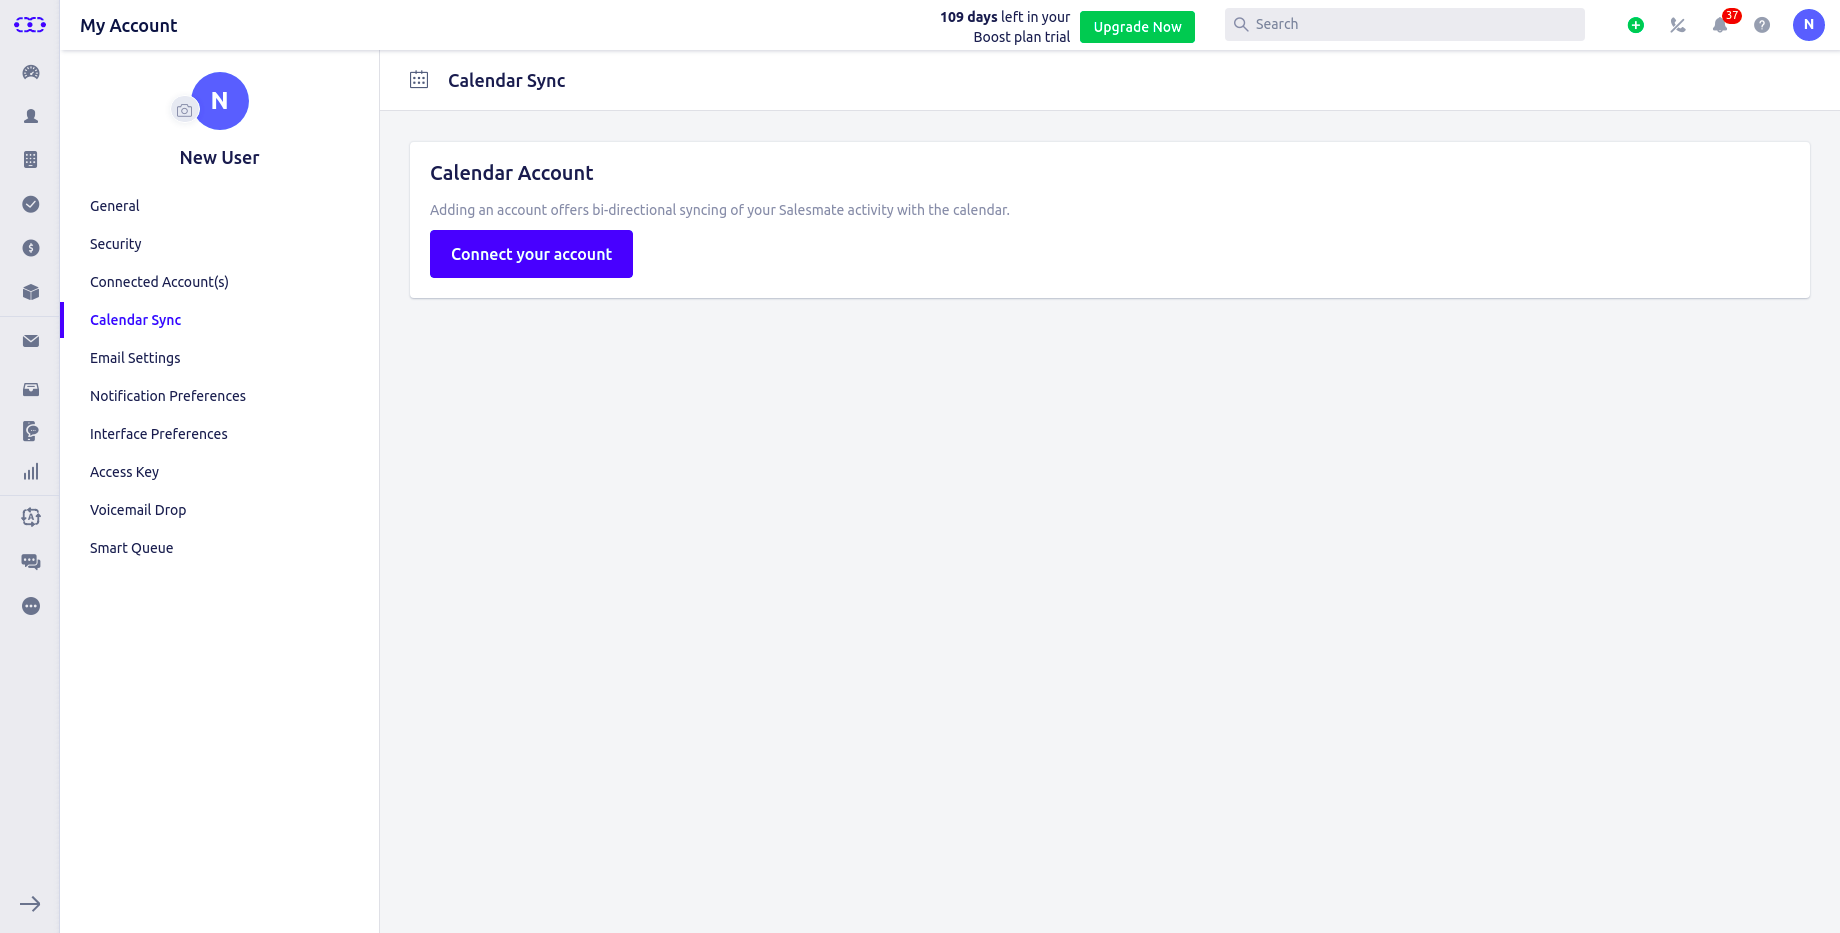 My Account
109 days left in your
Boost plan trial
Upgrade Now
Search
37
N
N
New User
General
Security
Connected Account(s)
Calendar Sync
Email Settings
Notification Preferences
Interface Preferences
Access Key
Voicemail Drop
Smart Queue
Calendar Sync
Calendar Account
Adding an account offers bi-directional syncing of your Salesmate activity with the calendar.
Connect your account